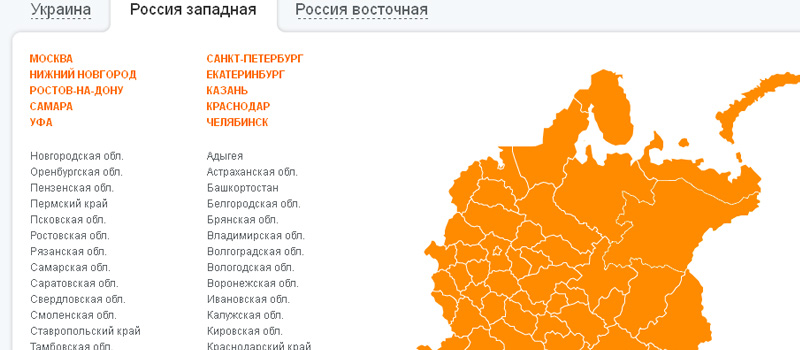 Украина
Россия западная
Россия восточная
МОСКВА
НИЖНИЙ НОВГОРОД
РОСТОВ-НА-ДОНУ
САМАРА
УФА
САНКТ-ПЕТЕРБУРГ
ЕКАТЕРИНБУРГ
КАЗАНЬ
КРАСНОДАР
ЧЕЛЯБИНСК
Новгородская обл.
Оренбургская обл.
Пензенская обл.
Пермский край
Псковская обл.
Ростовская обл.
Рязанская обл.
Самарская обл.
Саратовская обл.
Свердловская обл.
Смоленская обл.
Ставропольский край
Тамбовская обл.
Адыгея
Астраханская обл.
Башкортостан
Белгородская обл.
Брянская обл.
Владимирская обл.
Волгоградская обл.
Вологодская обл.
Воронежская обл.
Ивановская обл.
Калужская обл.
Кировская обл.
Краснодарский край